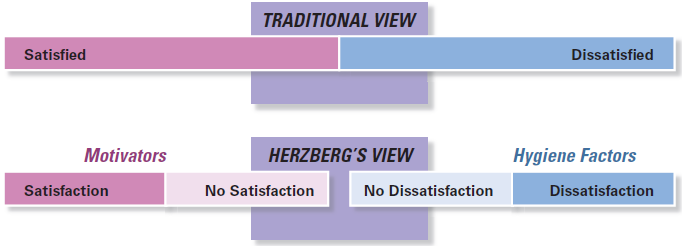 TRADITIONAL VIEW
Satisfied Dissatisfied
Motivators HERZBERG'S VIEW Hygiene Factors
Satisfaction No Satisfaction No Dissatisfaction Dissatisfaction